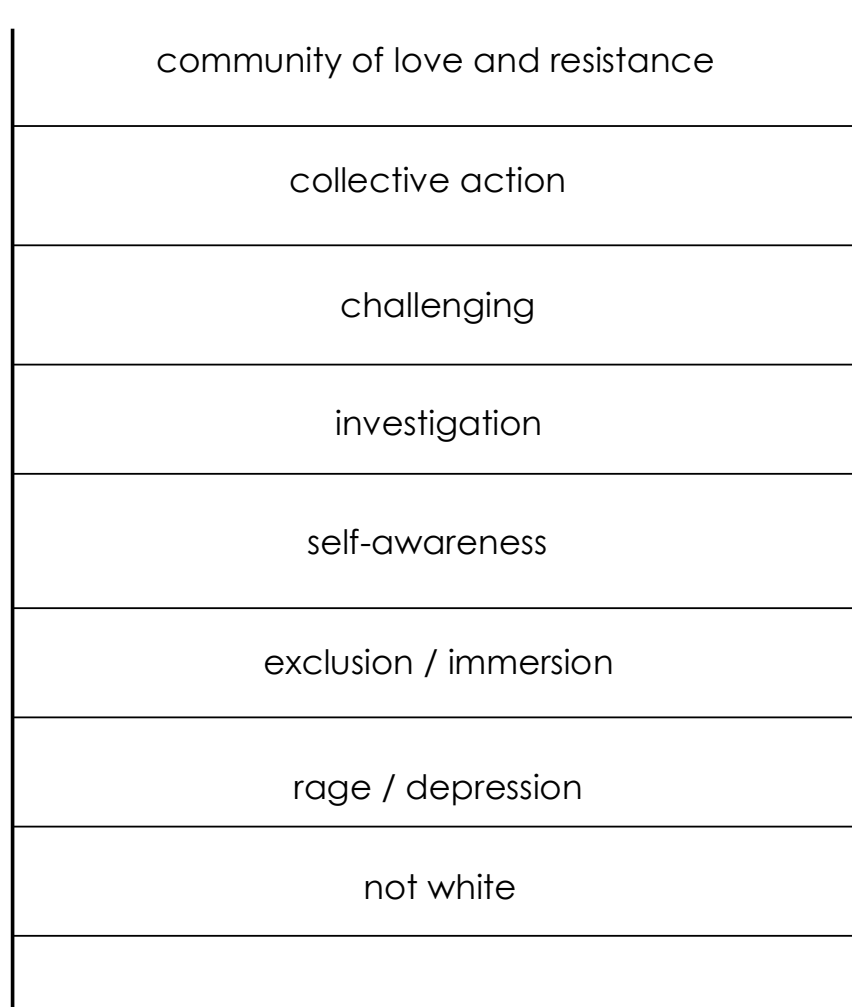 community of love and resistance
collective action
challenging
investigation
self-awareness
exclusion / immersion
rage / depression
not white